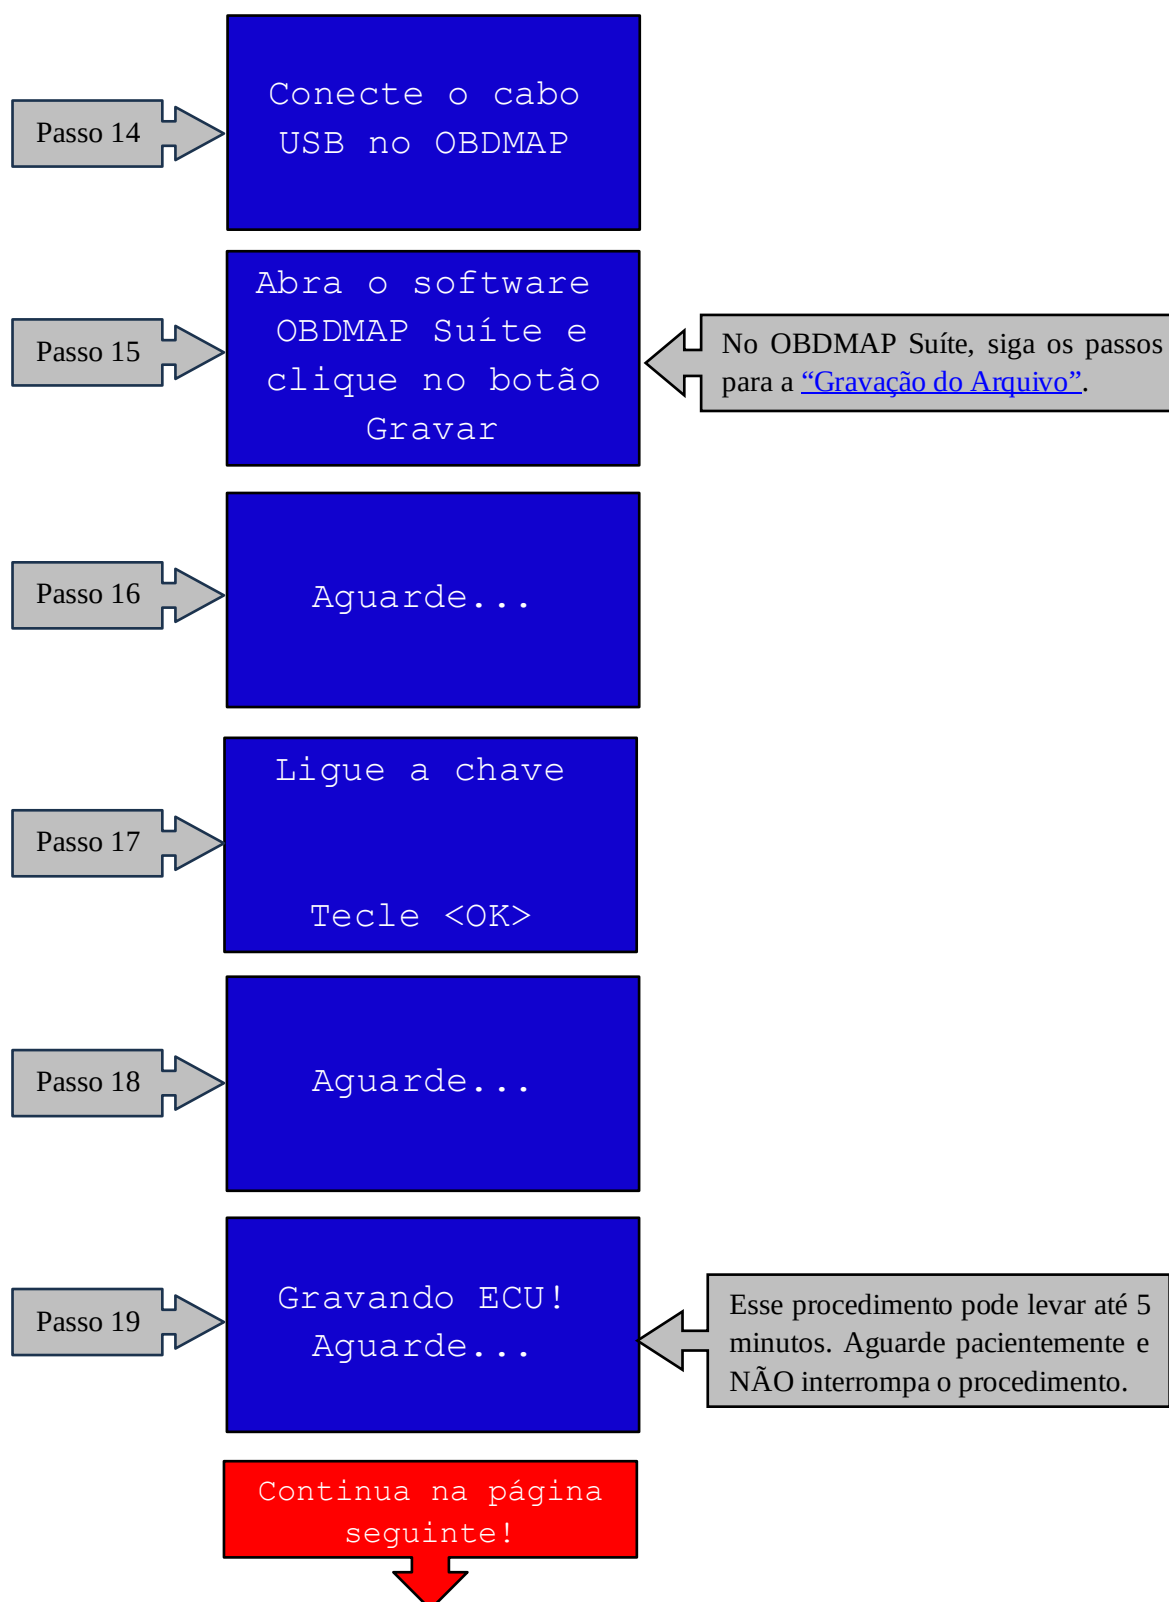 Passo 14
Conecte o cabo
USB no OBDMAP
Passo 15
Abra o software
OBDMAP Suíte e
clique no botão
Gravar
No OBDMAP Suíte, siga os passos
para a “Gravação do Arquivo”.
Passo 16
Aguarde...
Passo 17
Ligue a chave
Tecle <OK>
Passo 18
Aguarde...
Passo 19
Gravando ECU!
Aguarde...
Esse procedimento pode levar até 5
minutos. Aguarde pacientemente e
NÃO interrompa o procedimento.
Continua na página
seguinte!